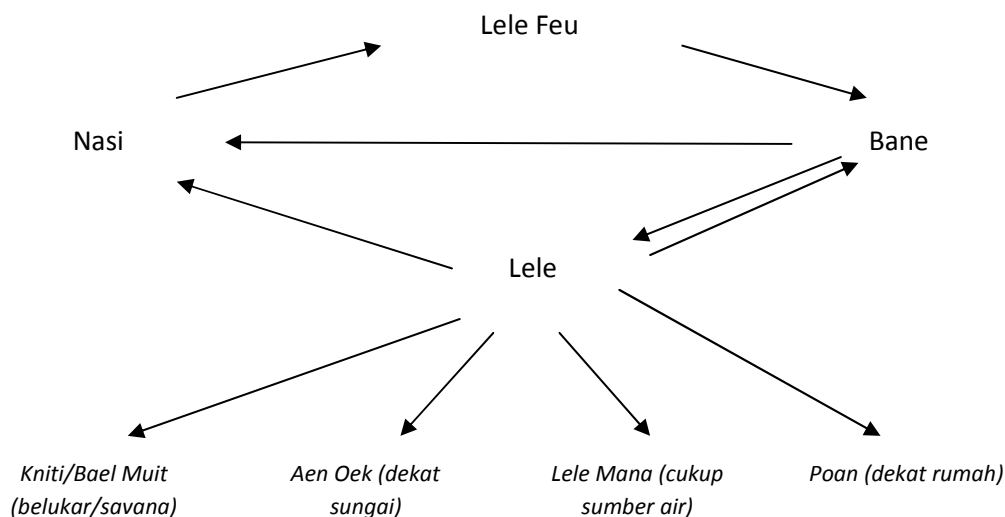 Lele Feu
Nasi
Bane
Lele
Kniti/Bael Muit
(belukar/savana)
Aen Oek (dekat
sungai)
Lele Mana (cukup
sumber air)
Poan (dekat rumah)